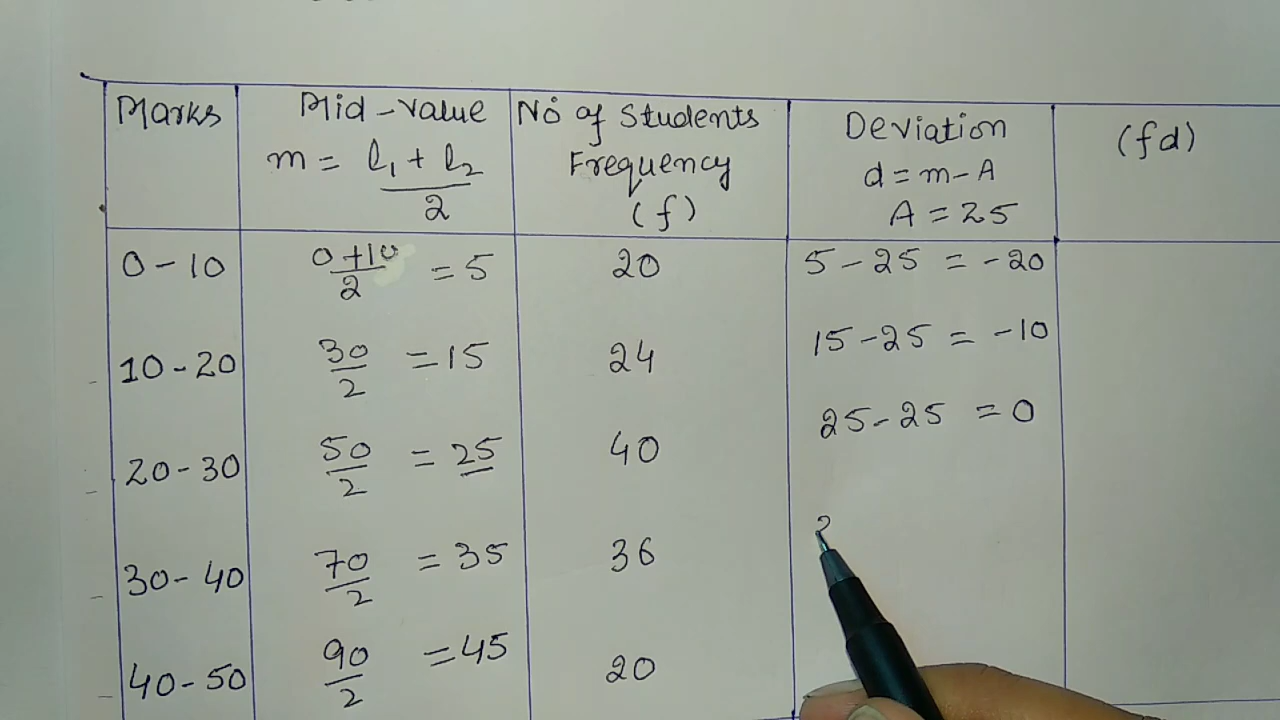 Marks Mid-value No of Students Deviation (fd)
m = l₁ + l₂ / 2 Frequency (f) d = m - A
A = 25
0 - 10 0+10/2 = 5 20 5 - 25 = -20
10 - 20 30/2 = 15 24 15 - 25 = -10
20 - 30 50/2 = 25 40 25 - 25 = 0
30 - 40 70/2 = 35 36
40 - 50 90/2 = 45 20